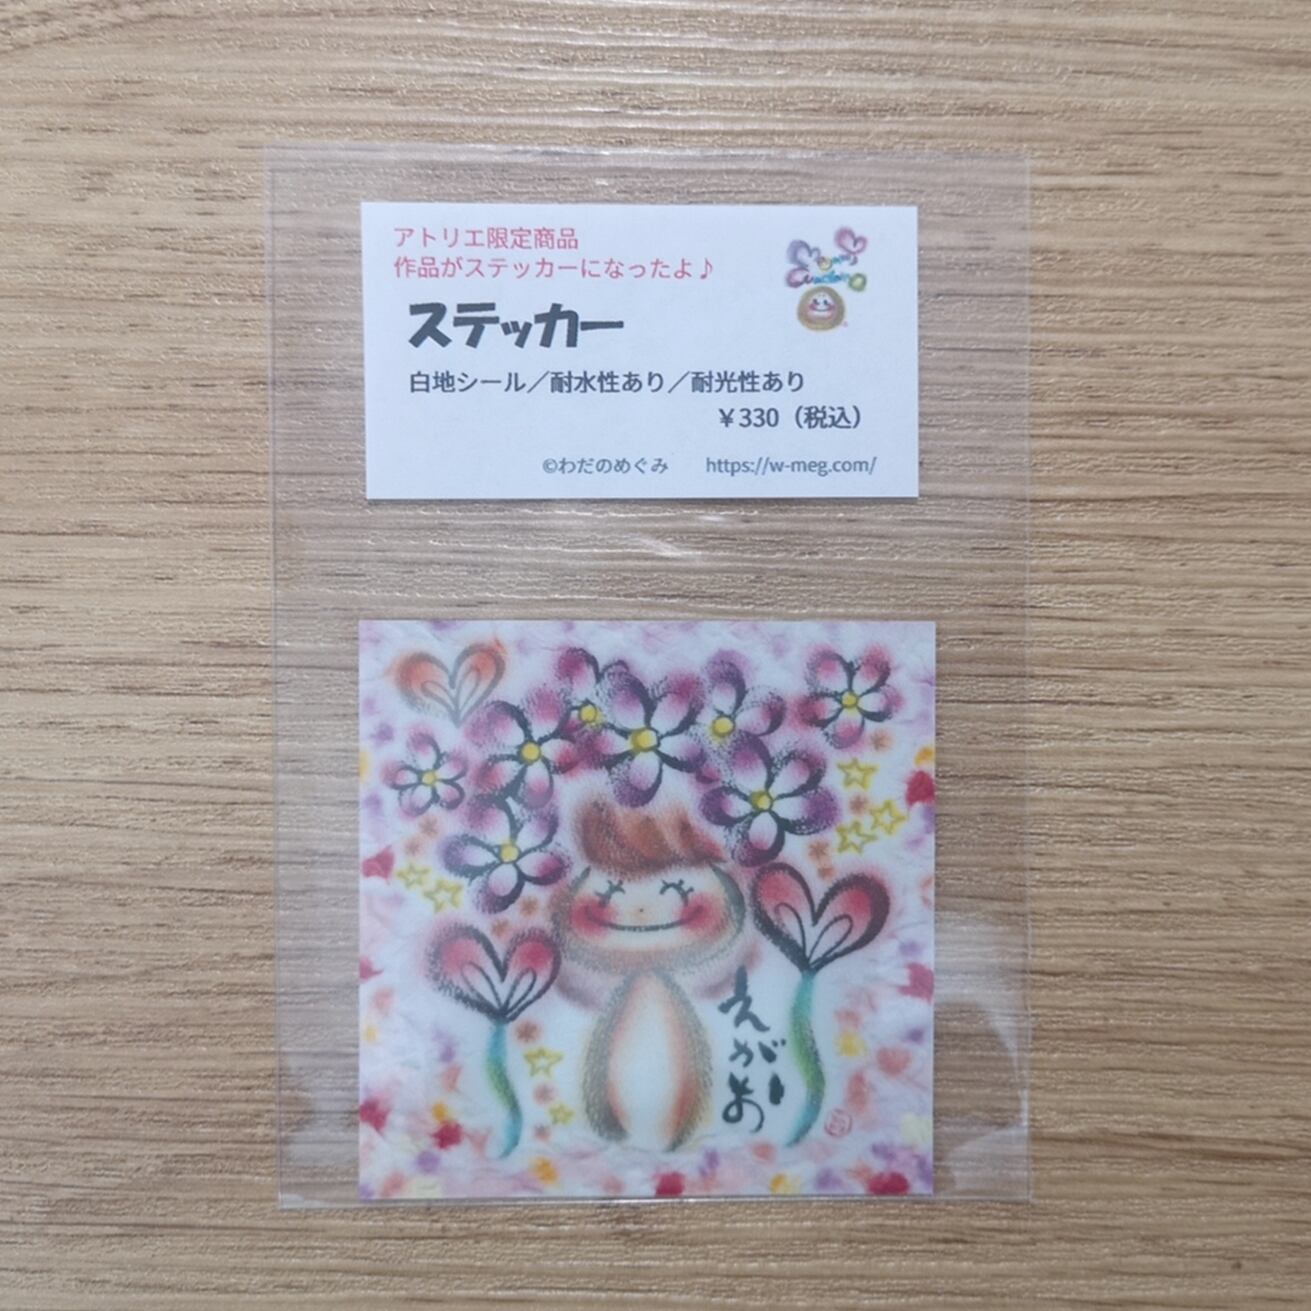 アトリエ限定商品
作品がステッカーになったよ♪
ステッカー
白地シール／耐水性あり／耐光性あり
￥330（税込）
©わだのめぐみ https://w-meg.com/
えがお